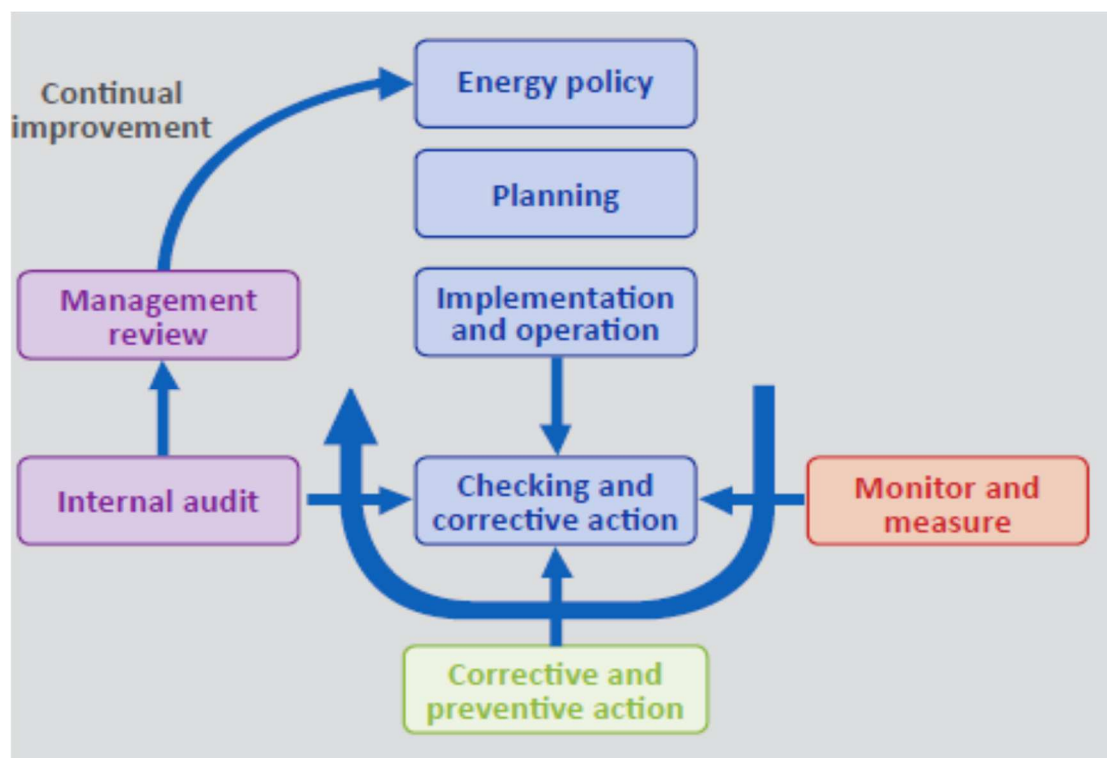 Continual
improvement
Energy policy
Planning
Management
review
Implementation
and operation
Internal audit
Checking and
corrective action
Monitor and
measure
Corrective and
preventive action